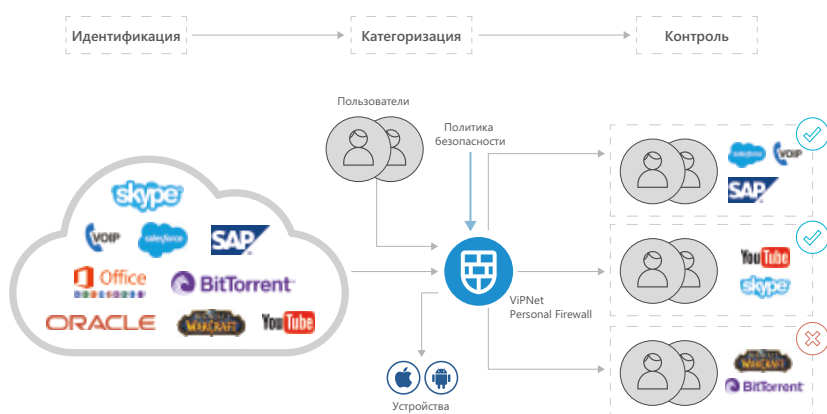 Идентификация
Категоризация
Контроль
Пользователи
Политика
безопасности
skype
VOIP
salesforce
SAP
Office
BitTorrent
ORACLE
WARCRAFT
YouTube
ViPNet
Personal Firewall
Устройства
salesforce
VOIP
SAP
YouTube
skype
WARCRAFT
BitTorrent